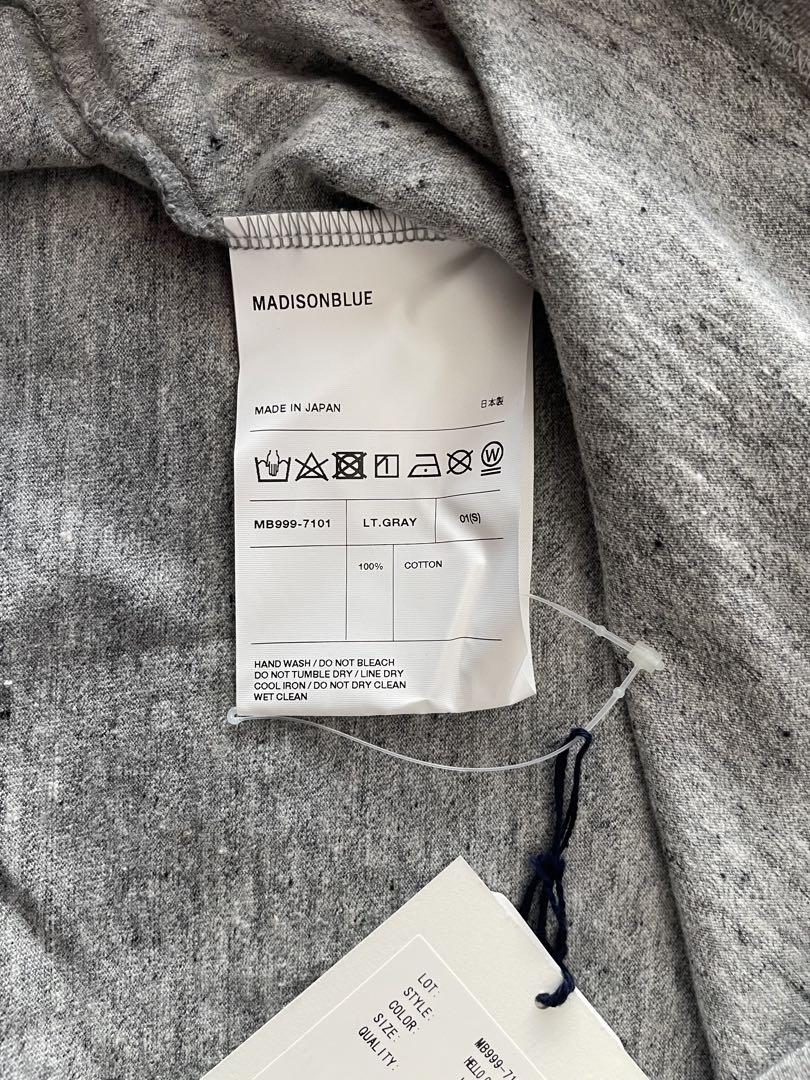 MADISONBLUE
MADE IN JAPAN 日本製
W
MB999-7101 LT.GRAY 01(S)
100% COTTON
HAND WASH / DO NOT BLEACH
DO NOT TUMBLE DRY / LINE DRY
COOL IRON / DO NOT DRY CLEAN
WET CLEAN
LOT:
STYLE: MB999-71
COLOR: HELLO
SIZE:
QUALITY: